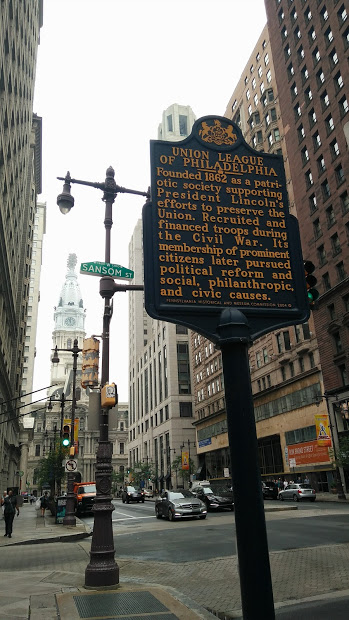 UNION LEAGUE
OF PHILADELPHIA
Founded 1862 as a patri-
otic society supporting
President Lincoln's
efforts to preserve the
Union. Recruited and
financed troops during
the Civil War. Its
membership of prominent
citizens later pursued
political reform and
social, philanthropic,
and civic causes.
PENNSYLVANIA HISTORICAL AND MUSEUM COMMISSION 2004
SANSOM ST